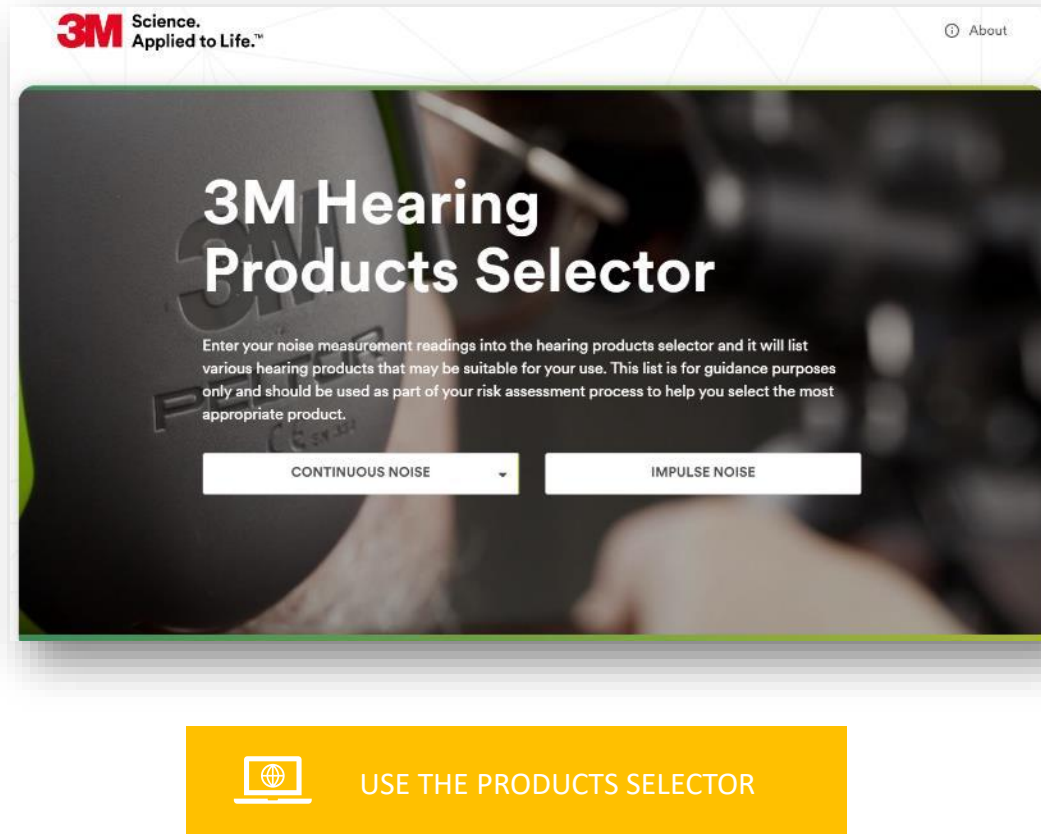 3M Science.
Applied to Life.™
About
3M
PELTOR
3M Hearing
Products Selector
Enter your noise measurement readings into the hearing products selector and it will list
various hearing products that may be suitable for your use. This list is for guidance purposes
only and should be used as part of your risk assessment process to help you select the most
appropriate product.
CONTINUOUS NOISE
IMPULSE NOISE
USE THE PRODUCTS SELECTOR